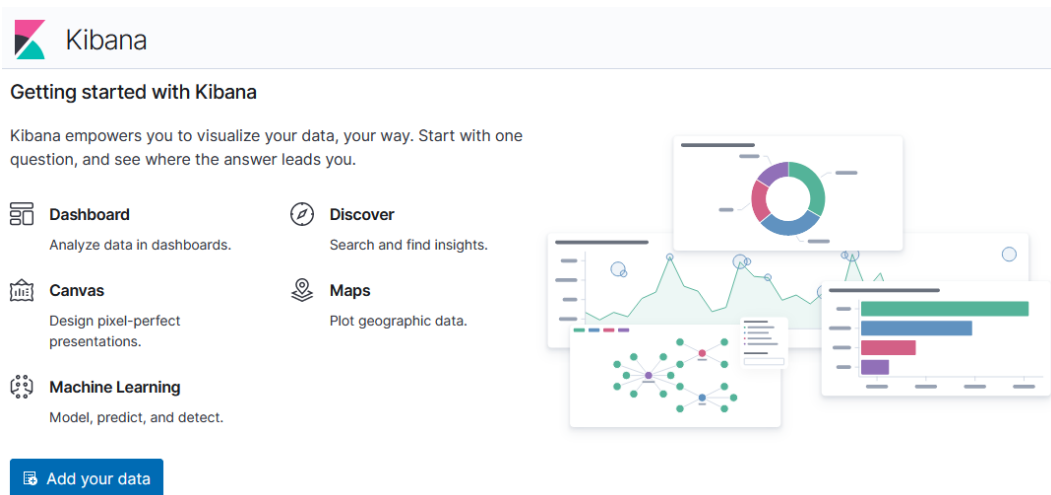 Kibana
Getting started with Kibana
Kibana empowers you to visualize your data, your way. Start with one
question, and see where the answer leads you.
Dashboard
Analyze data in dashboards.
Discover
Search and find insights.
Canvas
Design pixel-perfect
presentations.
Maps
Plot geographic data.
Machine Learning
Model, predict, and detect.
Add your data